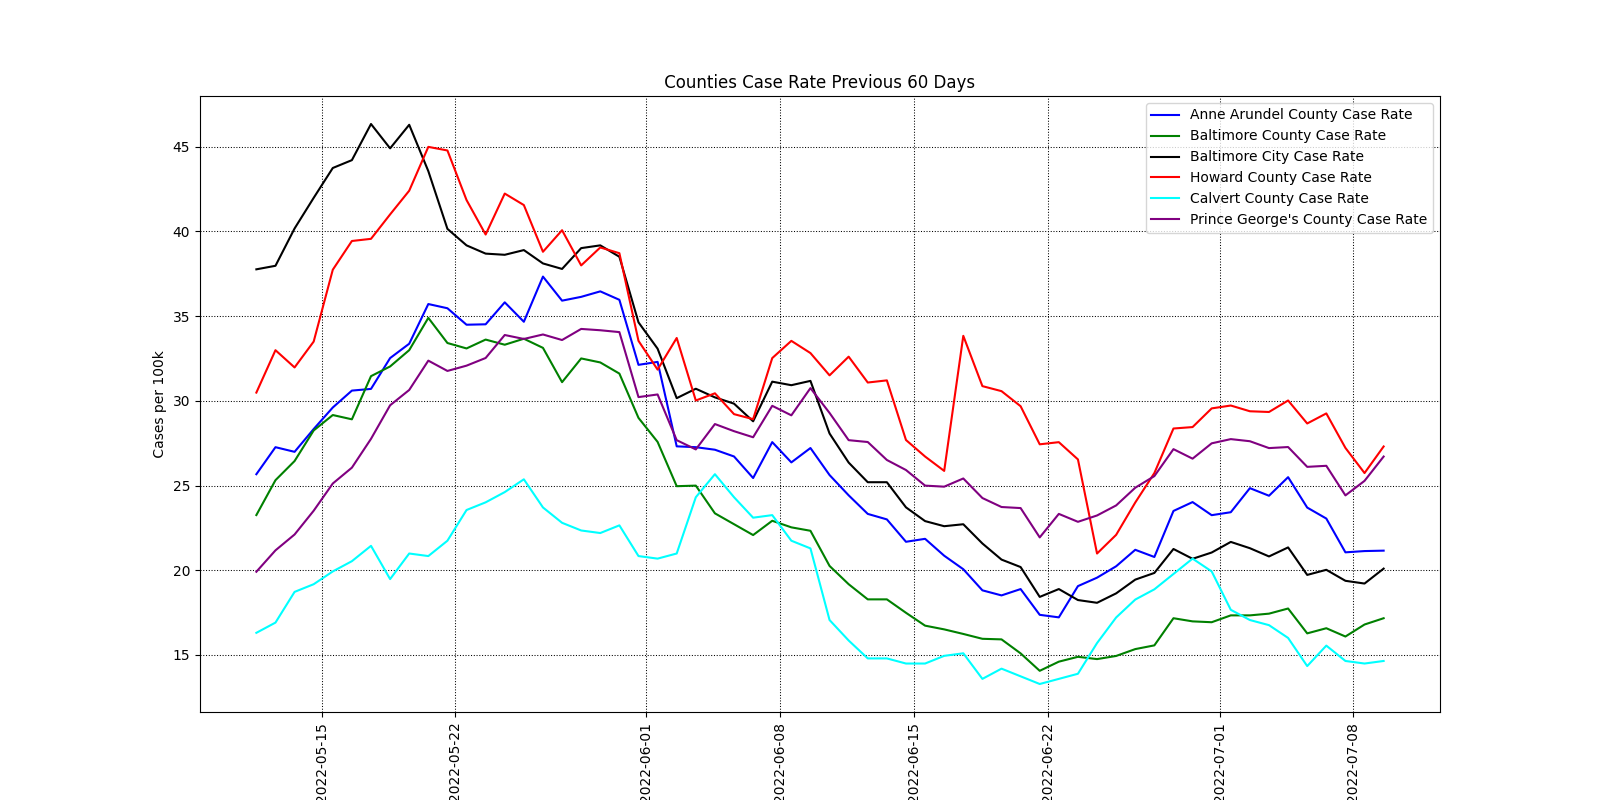 Counties Case Rate Previous 60 Days
Anne Arundel County Case Rate
Baltimore County Case Rate
Baltimore City Case Rate
Howard County Case Rate
Calvert County Case Rate
Prince George's County Case Rate
Cases per 100k
45
40
35
30
25
20
15
2022-05-15
2022-05-22
2022-06-01
2022-06-08
2022-06-15
2022-06-22
2022-07-01
2022-07-08